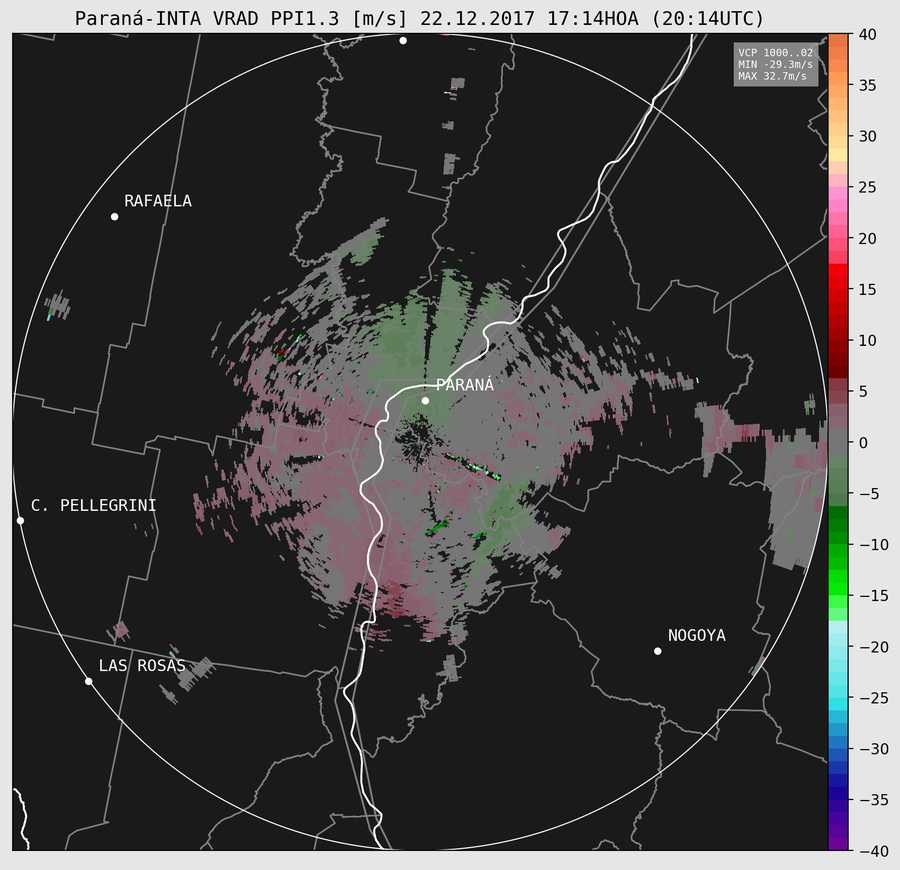 Paraná-INTA VRAD PPI1.3 [m/s] 22.12.2017 17:14HOA (20:14UTC)
VCP 1000..02
MIN -29.3m/s
MAX 32.7m/s
RAFAELA
PARANÁ
C. PELLEGRINI
NOGOYA
LAS ROSAS
40
35
30
25
20
15
10
5
0
−5
−10
−15
−20
−25
−30
−35
−40